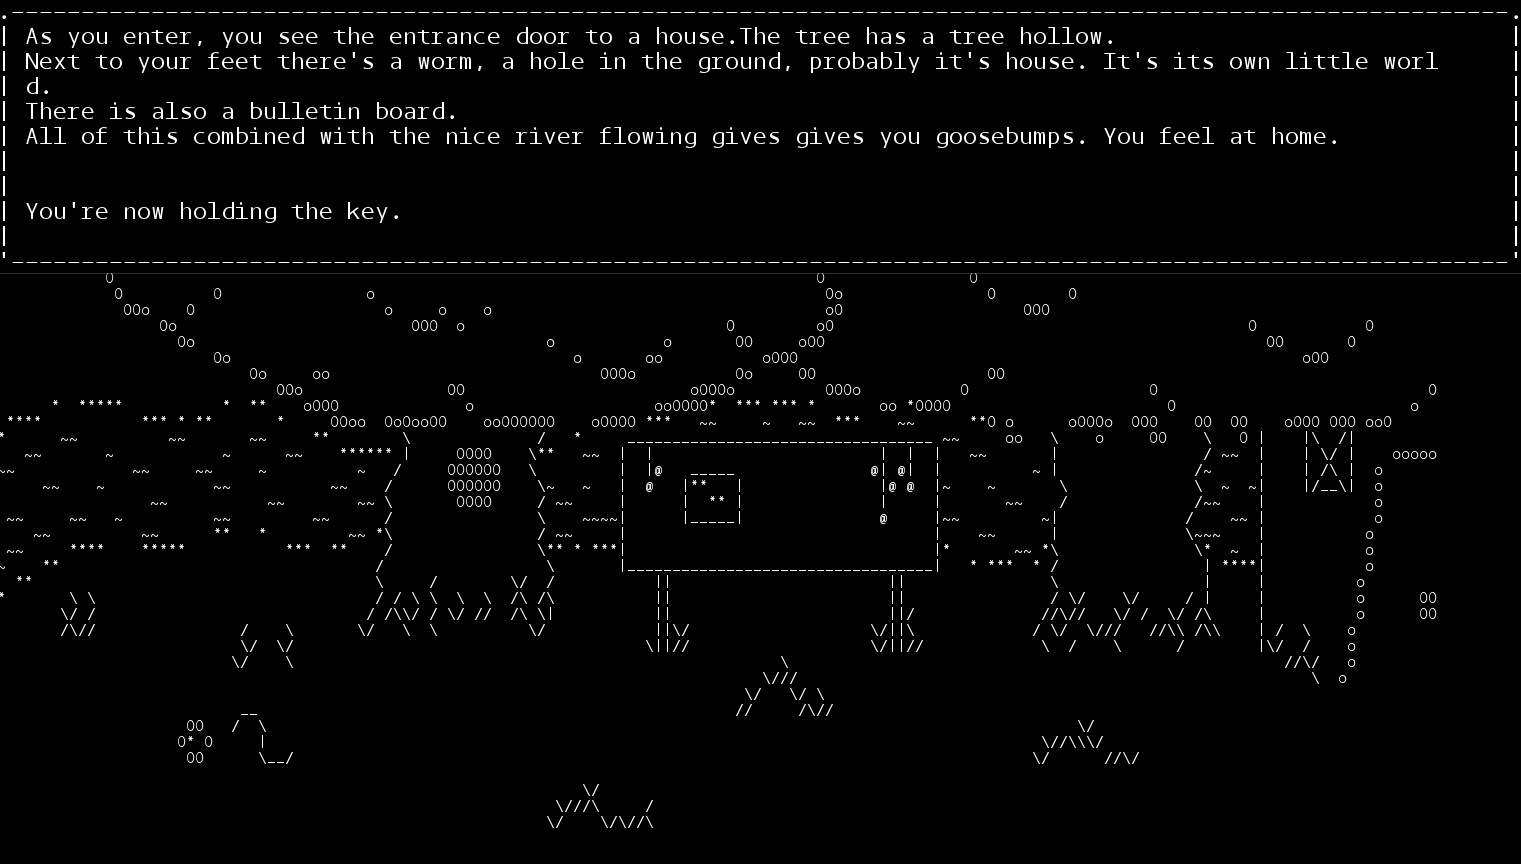 As you enter, you see the entrance door to a house.The tree has a tree hollow.
Next to your feet there's a worm, a hole in the ground, probably it's house. It's its own little worl
d.
There is also a bulletin board.
All of this combined with the nice river flowing gives gives you goosebumps. You feel at home.
You're now holding the key.